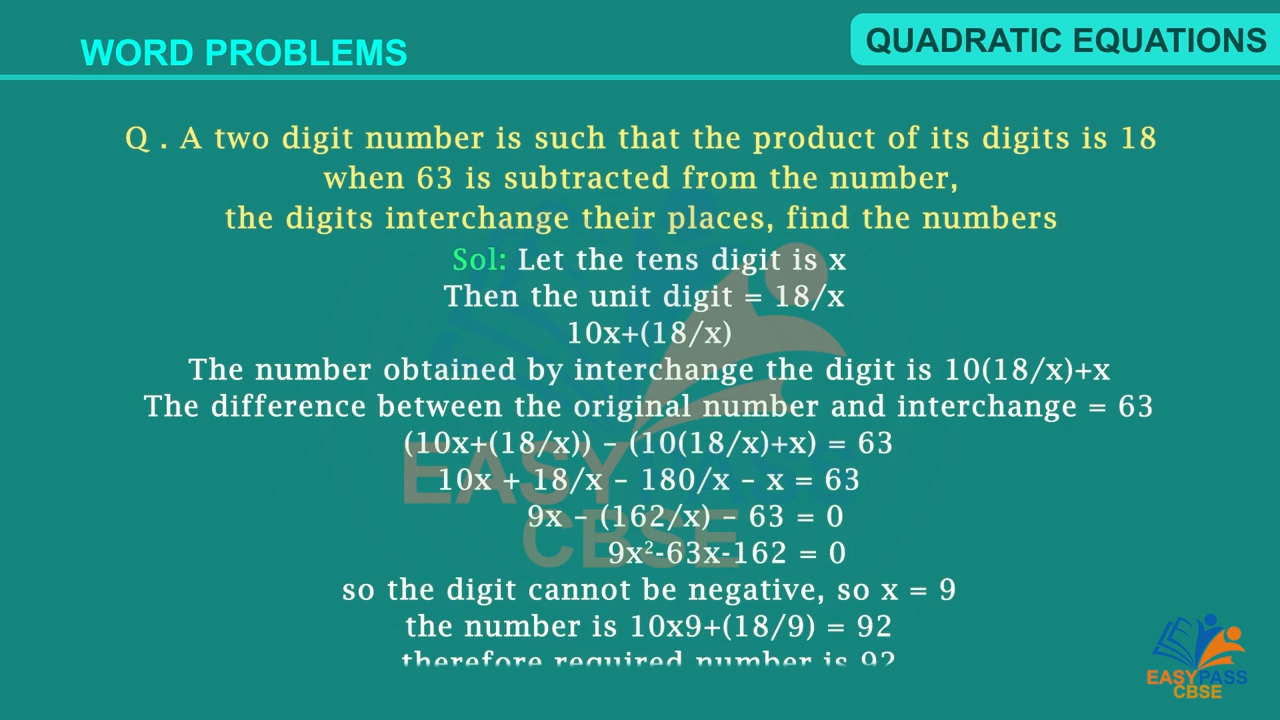 WORD PROBLEMS
QUADRATIC EQUATIONS
Q . A two digit number is such that the product of its digits is 18
when 63 is subtracted from the number,
the digits interchange their places, find the numbers
Sol: Let the tens digit is x
Then the unit digit = 18/x
10x+(18/x)
The number obtained by interchange the digit is 10(18/x)+x
The difference between the original number and interchange = 63
(10x+(18/x)) – (10(18/x)+x) = 63
10x + 18/x – 180/x – x = 63
9x – (162/x) – 63 = 0
9x²-63x-162 = 0
so the digit cannot be negative, so x = 9
the number is 10x9+(18/9) = 92
therefore required number is 92
EASYPASS
CBSE
EASYPASS
CBSE